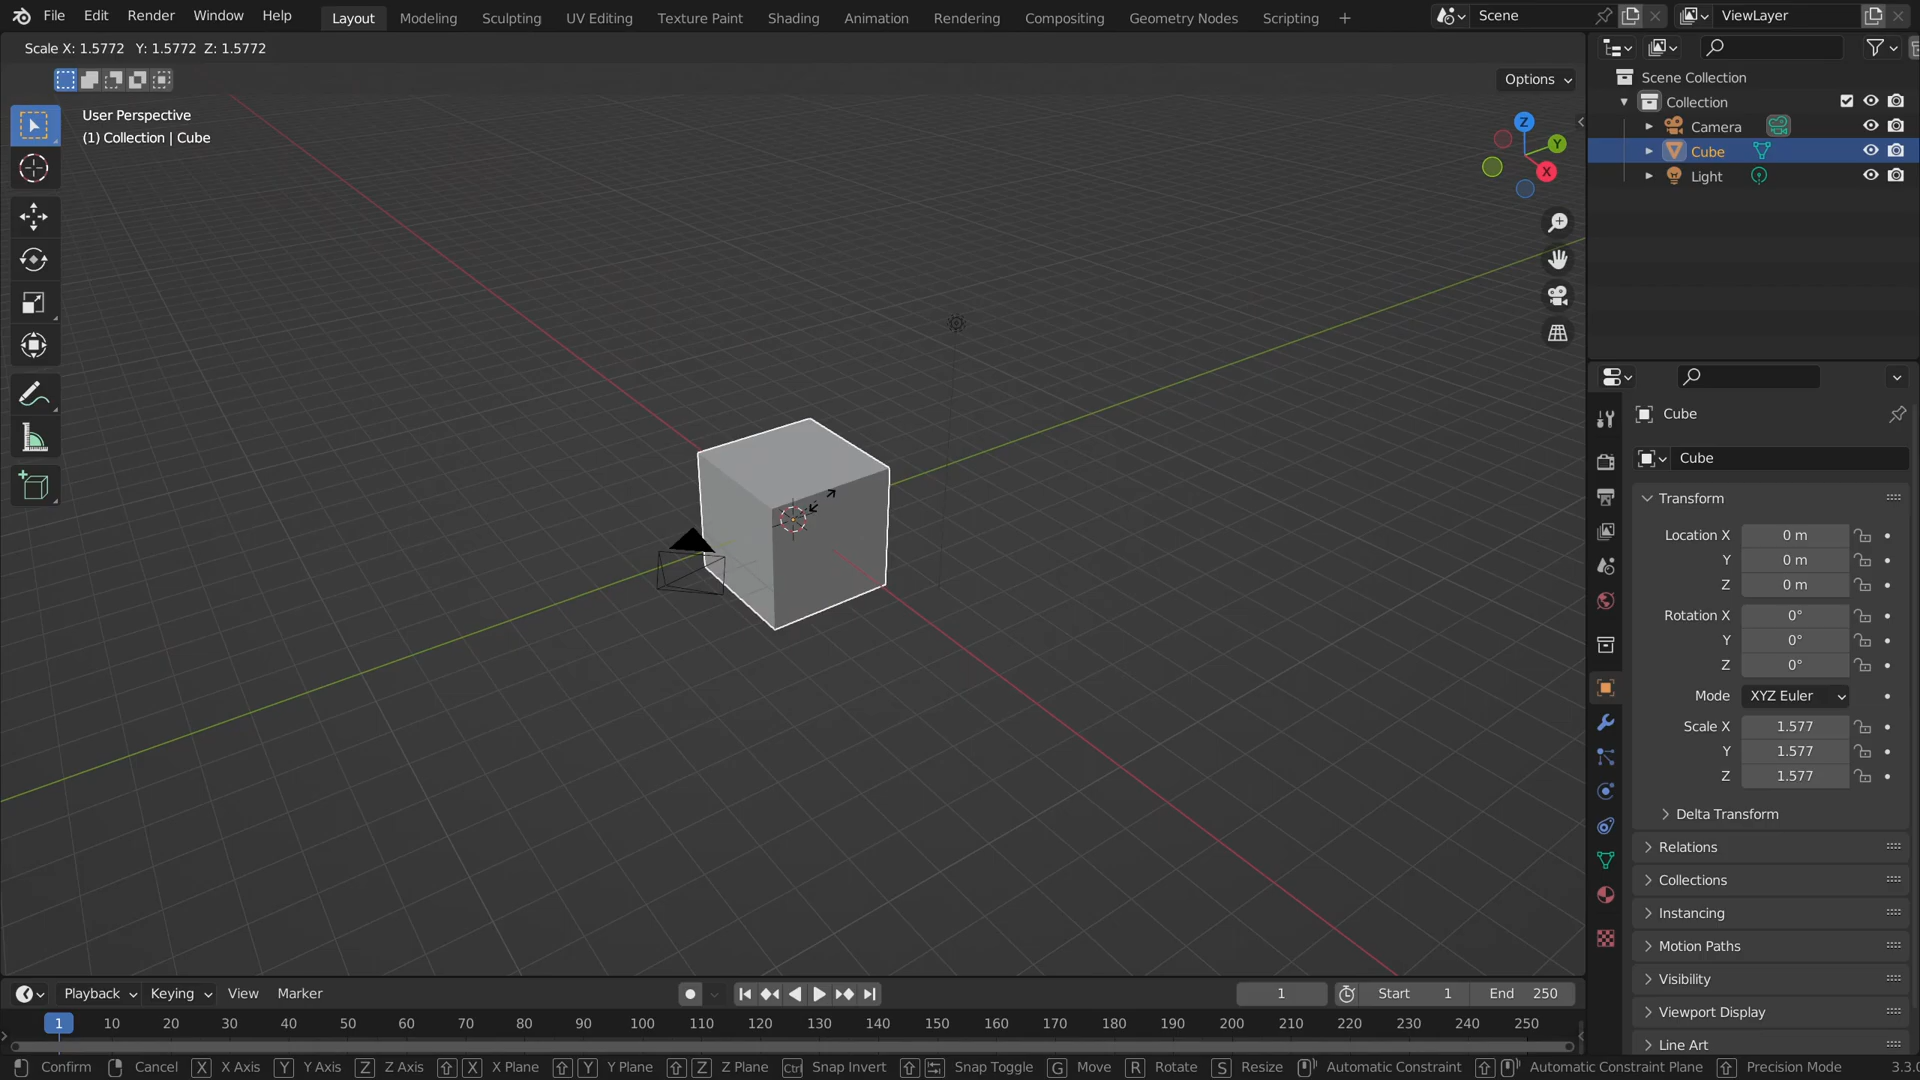 File Edit Render Window Help Layout Modeling Sculpting UV Editing Texture Paint Shading Animation Rendering Compositing Geometry Nodes Scripting + Scene ViewLayer
Scale X: 1.5772 Y: 1.5772 Z: 1.5772
Options
User Perspective
(1) Collection | Cube
Z
Y
X
Scene Collection
Collection
Camera
Cube
Light
Cube
Cube
Transform
Location X 0 m
Y 0 m
Z 0 m
Rotation X 0°
Y 0°
Z 0°
Mode XYZ Euler
Scale X 1.577
Y 1.577
Z 1.577
Delta Transform
Relations
Collections
Instancing
Motion Paths
Visibility
Viewport Display
Line Art
Playback Keying View Marker 1 Start 1 End 250
1 10 20 30 40 50 60 70 80 90 100 110 120 130 140 150 160 170 180 190 200 210 220 230 240 250
Confirm Cancel X X Axis Y Y Axis Z Z Axis X X Plane Y Y Plane Z Z Plane Ctrl Snap Invert Snap Toggle G Move R Rotate S Resize Automatic Constraint Automatic Constraint Plane Precision Mode